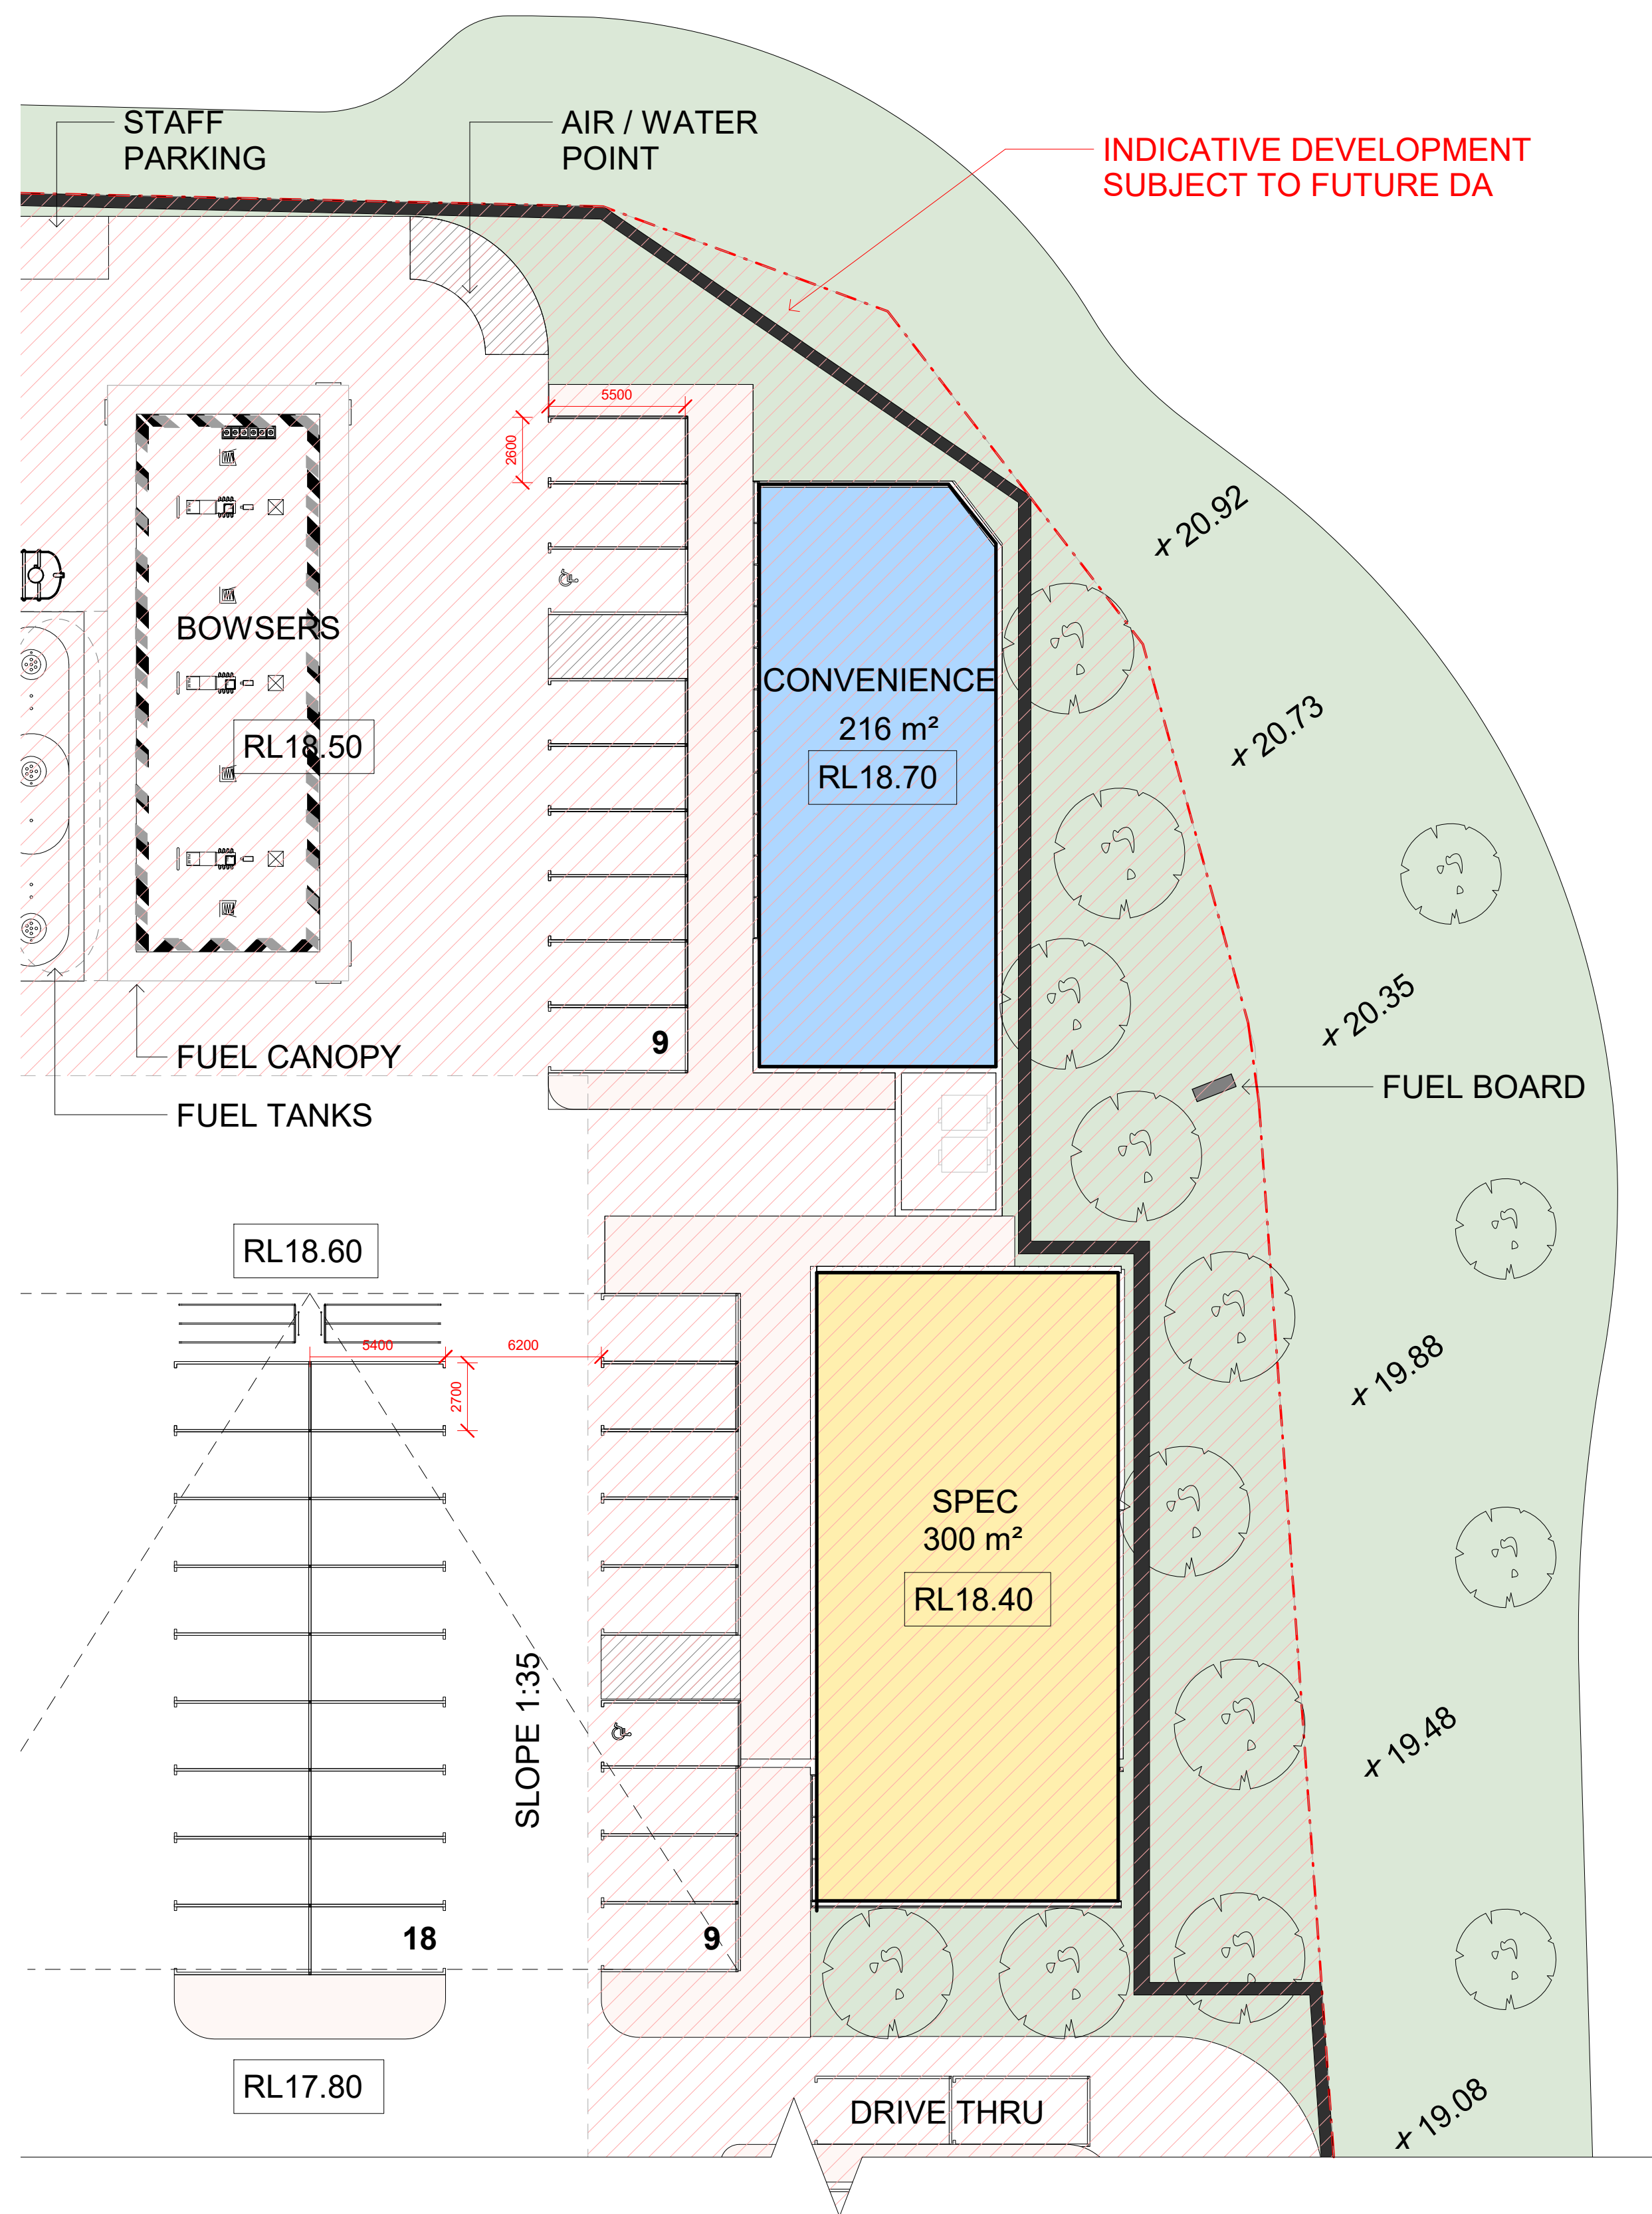 STAFF
PARKING
AIR / WATER
POINT
INDICATIVE DEVELOPMENT
SUBJECT TO FUTURE DA
5500
2600
x 20.92
BOWSERS
CONVENIENCE
216 m²
RL18.50
RL18.70
x 20.73
9
x 20.35
FUEL CANOPY
FUEL BOARD
FUEL TANKS
RL18.60
5400
6200
2700
x 19.88
SPEC
300 m²
RL18.40
SLOPE 1:35
x 19.48
18
9
RL17.80
DRIVE THRU
x 19.08